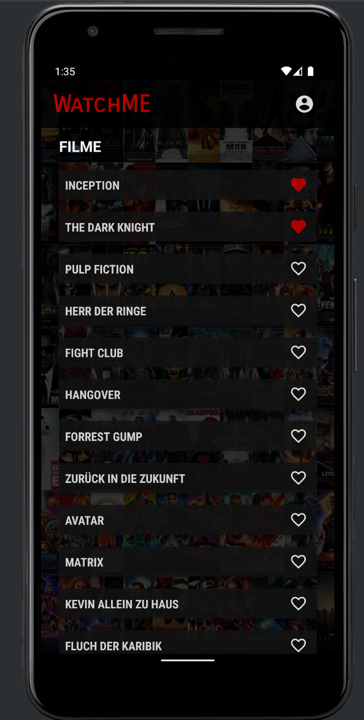 1:35
WATCHME
FILME
INCEPTION
THE DARK KNIGHT
PULP FICTION
HERR DER RINGE
FIGHT CLUB
HANGOVER
DEADPOOL
FORREST GUMP
ZURÜCK IN DIE ZUKUNFT
AVATAR
MATRIX
KEVIN ALLEIN ZU HAUS
FLUCH DER KARIBIK